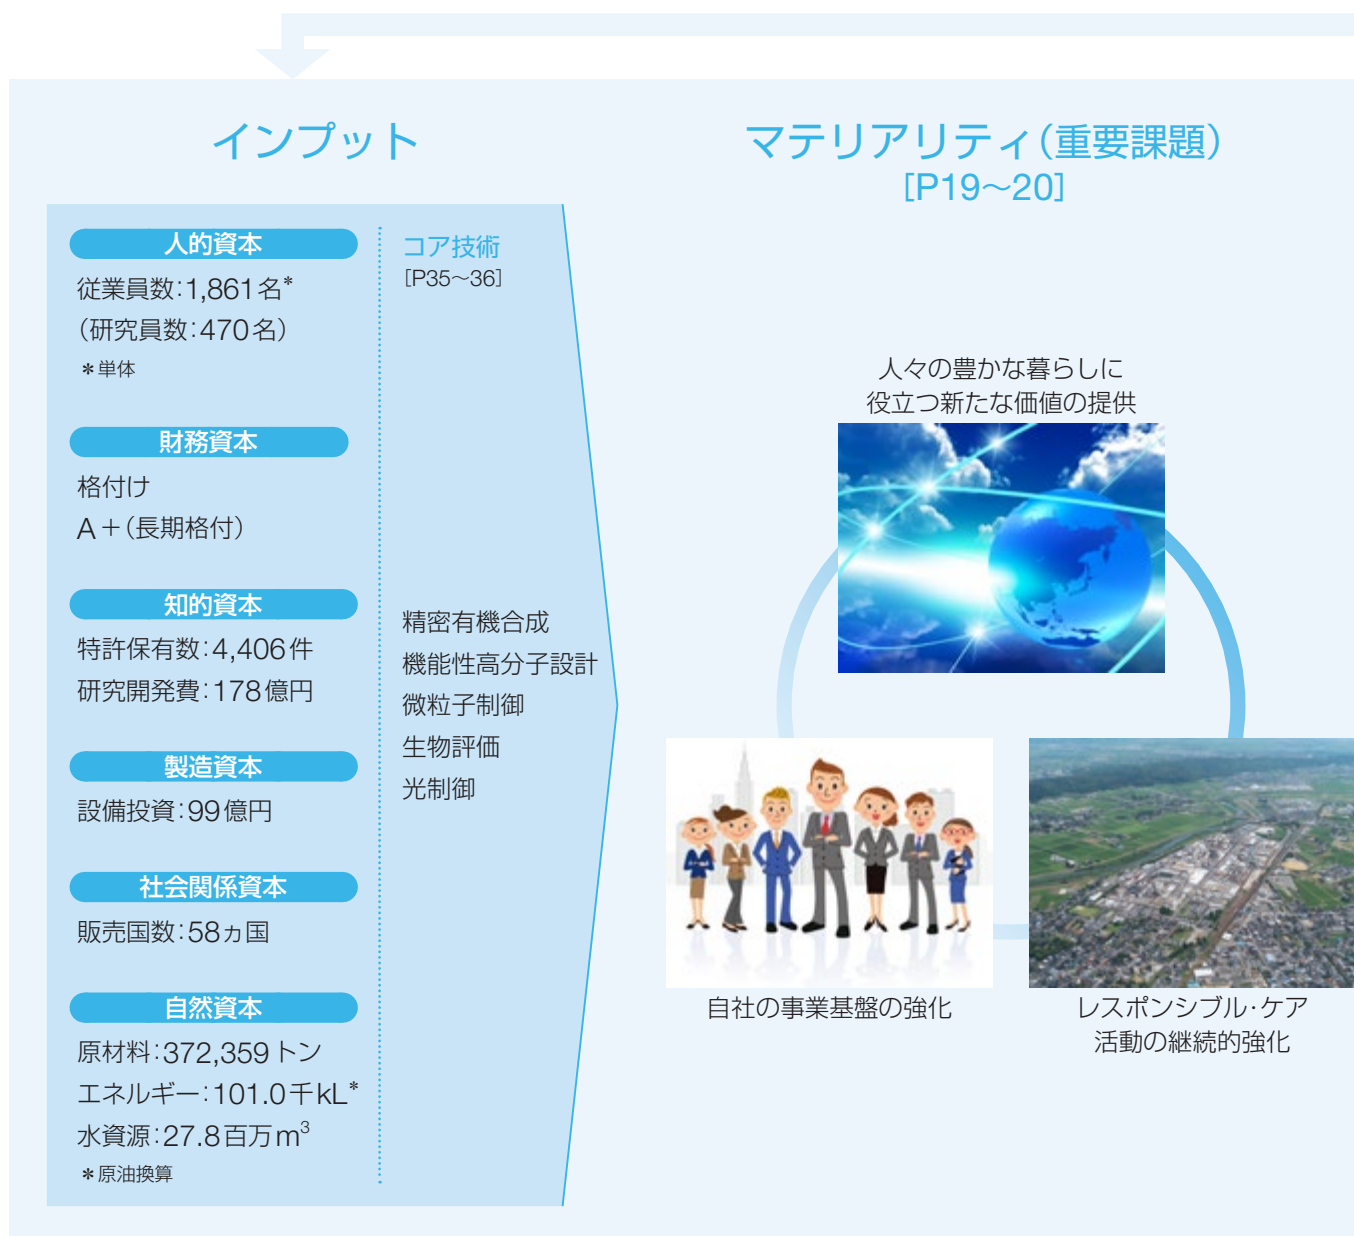 インプット
人的資本
従業員数:1,861名*
(研究員数:470名)
*単体
財務資本
格付け
A+(長期格付)
知的資本
特許保有数:4,406件
研究開発費:178億円
製造資本
設備投資:99億円
社会関係資本
販売国数:58ヵ国
自然資本
原材料:372,359トン
エネルギー:101.0千kL*
水資源:27.8百万m³
*原油換算
コア技術
[P35〜36]
精密有機合成
機能性高分子設計
微粒子制御
生物評価
光制御
マテリアリティ(重要課題)
[P19〜20]
人々の豊かな暮らしに
役立つ新たな価値の提供
自社の事業基盤の強化
レスポンシブル・ケア
活動の継続的強化